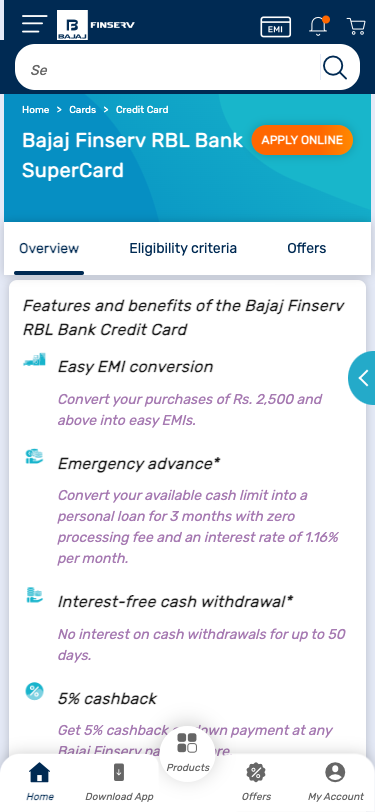 BAJAJ FINSERV EMI
Se
Home > Cards > Credit Card
Bajaj Finserv RBL Bank
SuperCard
APPLY ONLINE
Overview Eligibility criteria Offers
Features and benefits of the Bajaj Finserv
RBL Bank Credit Card
Easy EMI conversion
Convert your purchases of Rs. 2,500 and
above into easy EMIs.
Emergency advance*
Convert your available cash limit into a
personal loan for 3 months with zero
processing fee and an interest rate of 1.16%
per month.
Interest-free cash withdrawal*
No interest on cash withdrawals for up to 50
days.
5% cashback
Get 5% cashback down payment at any
Bajaj Finserv
Home Download App Products Offers My Account